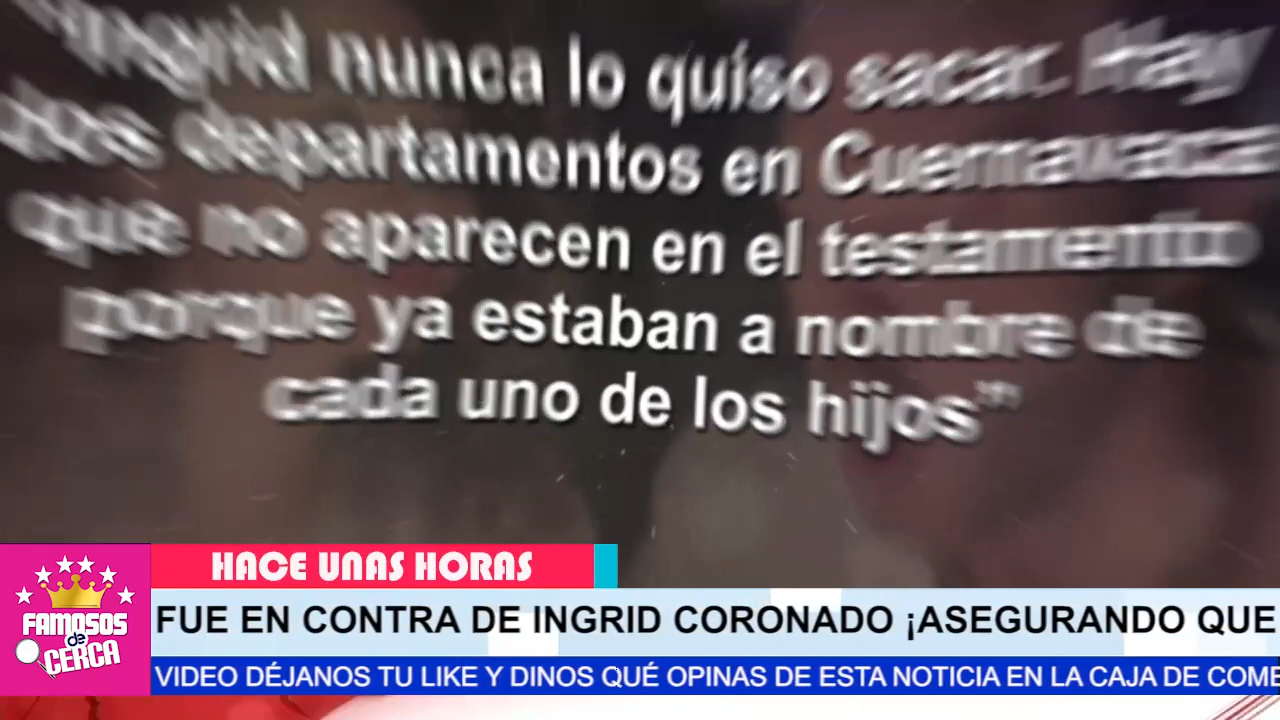 "Ingrid nunca lo quiso sacar. Hay
dos departamentos en Cuernavaca
que no aparecen en el testamento
porque ya estaban a nombre de
cada uno de los hijos"
HACE UNAS HORAS
FAMOSOS
de
CERCA
FUE EN CONTRA DE INGRID CORONADO ¡ASEGURANDO QUE
VIDEO DÉJANOS TU LIKE Y DINOS QUÉ OPINAS DE ESTA NOTICIA EN LA CAJA DE COME